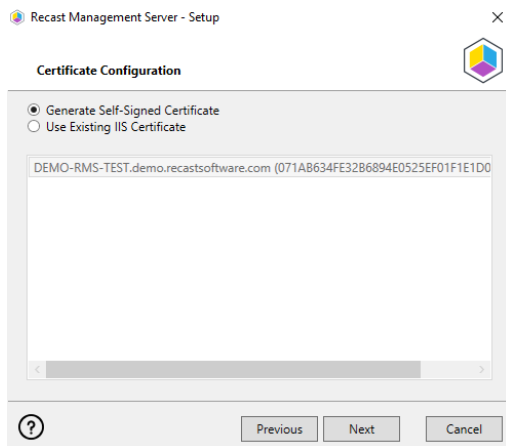 Recast Management Server - Setup
Certificate Configuration
Generate Self-Signed Certificate
Use Existing IIS Certificate
DEMO-RMS-TEST.demo.recastsoftware.com (071AB634FE32B6894E0525EF01F1E1D0
?
Previous Next Cancel